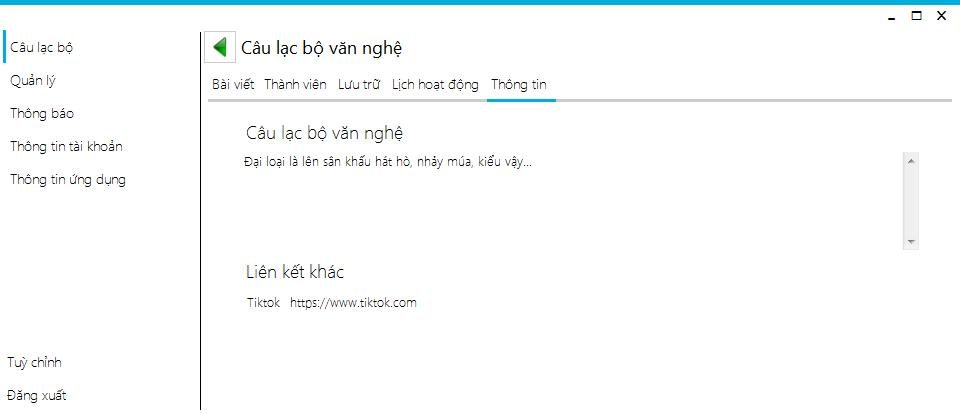 Câu lạc bộ
Quản lý
Thông báo
Thông tin tài khoản
Thông tin ứng dụng
Tuỳ chỉnh
Đăng xuất
Câu lạc bộ văn nghệ
Bài viết Thành viên Lưu trữ Lịch hoạt động Thông tin
Câu lạc bộ văn nghệ
Đại loại là lên sân khấu hát hò, nhảy múa, kiểu vậy...
Liên kết khác
Tiktok https://www.tiktok.com